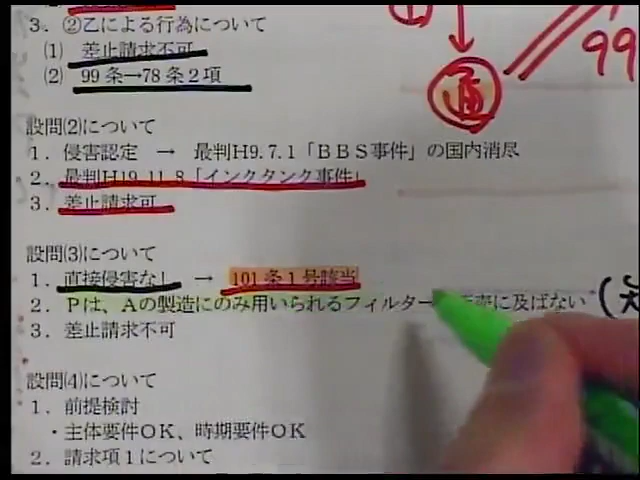 3．②乙による行為について
(1) 差止請求不可
(2) 99条→78条2項
99
設問(2)について
1．侵害認定 → 最判H9.7.1「BBS事件」の国内消尽
2．最判H19.11.8「インクタンク事件」
3．差止請求可
設問(3)について
1．直接侵害なし → 101条1号該当
2．Pは、Aの製造にのみ用いられるフィルター に及ばない
3．差止請求不可
設問(4)について
1．前提検討
・主体要件OK、時期要件OK
2．請求項1について